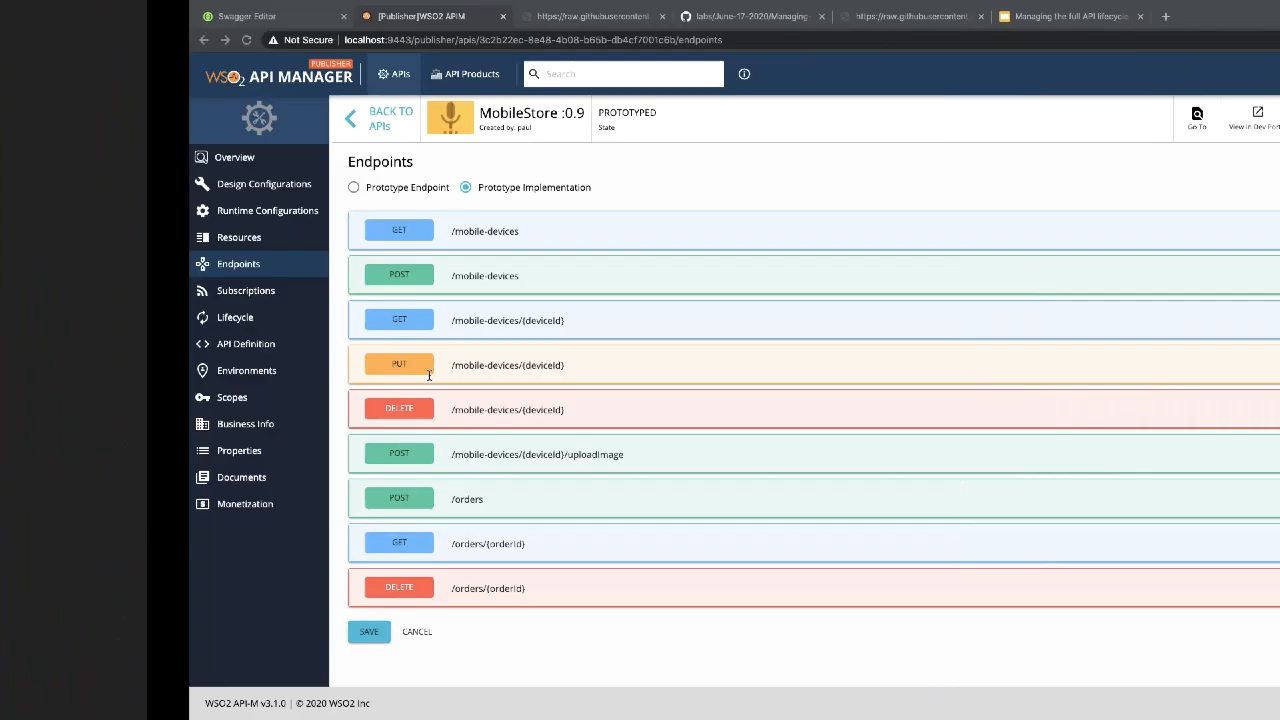 Swagger Editor
[Publisher]WSO2 APIM
https://raw.githubusercontent
labs/June-17-2020/Managing
https://raw.githubusercontent.
Managing the full API lifecycle
Not Secure | localhost:9443/publisher/apis/3c2b22ec-8e48-4b08-b65b-db4cf7001c6b/endpoints
PUBLISHER
WSO2 API MANAGER
APIs
API Products
Search
BACK TO APIs
MobileStore :0.9
Created by: paul
PROTOTYPED
State
Go To
View In Dev Port
Overview
Design Configurations
Runtime Configurations
Resources
Endpoints
Subscriptions
Lifecycle
API Definition
Environments
Scopes
Business Info
Properties
Documents
Monetization
Endpoints
Prototype Endpoint Prototype Implementation
GET /mobile-devices
POST /mobile-devices
GET /mobile-devices/{deviceId}
PUT /mobile-devices/{deviceId}
DELETE /mobile-devices/{deviceId}
POST /mobile-devices/{deviceId}/uploadImage
POST /orders
GET /orders/{orderId}
DELETE /orders/{orderId}
SAVE CANCEL
WSO2 API-M v3.1.0 | © 2020 WSO2 Inc